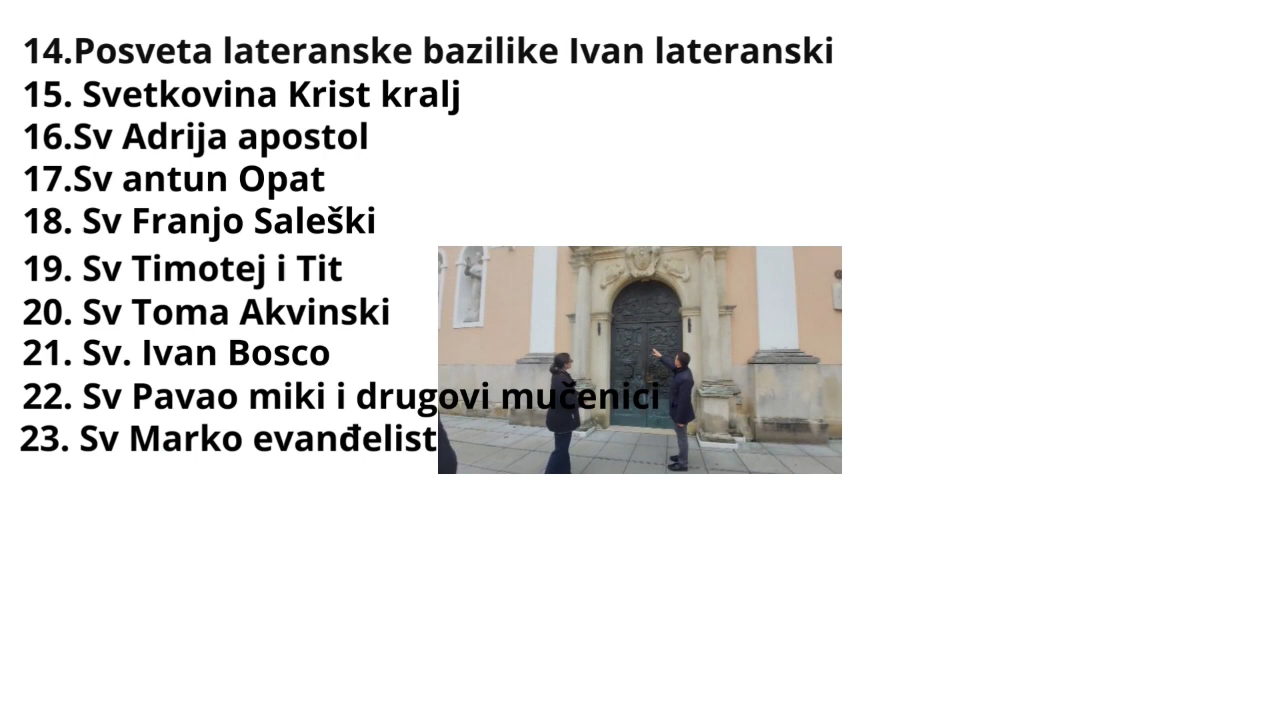 14.Posveta lateranske bazilike Ivan lateranski
15. Svetkovina Krist kralj
16.Sv Adrija apostol
17.Sv antun Opat
18. Sv Franjo Saleški
19. Sv Timotej i Tit
20. Sv Toma Akvinski
21. Sv. Ivan Bosco
22. Sv Pavao miki i drugovi mučenici
23. Sv Marko evanđelist